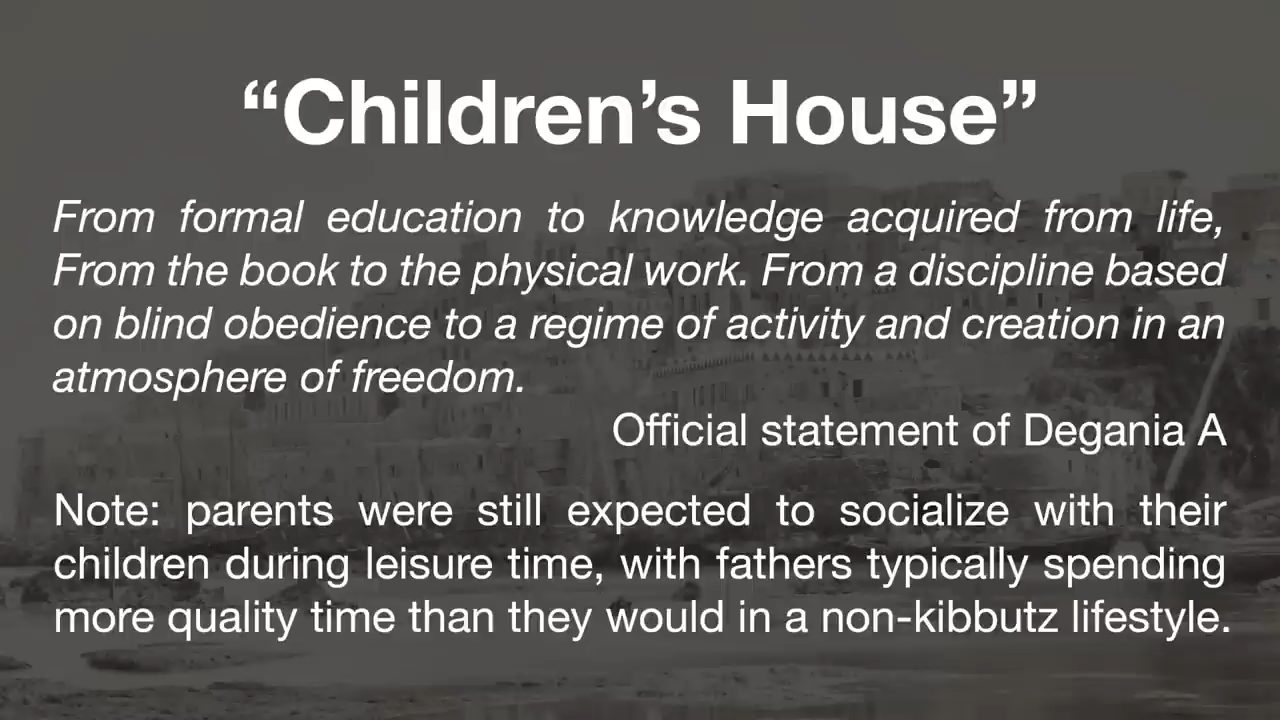 “Children’s House”
From formal education to knowledge acquired from life,
From the book to the physical work. From a discipline based
on blind obedience to a regime of activity and creation in an
atmosphere of freedom.
Official statement of Degania A
Note: parents were still expected to socialize with their
children during leisure time, with fathers typically spending
more quality time than they would in a non-kibbutz lifestyle.